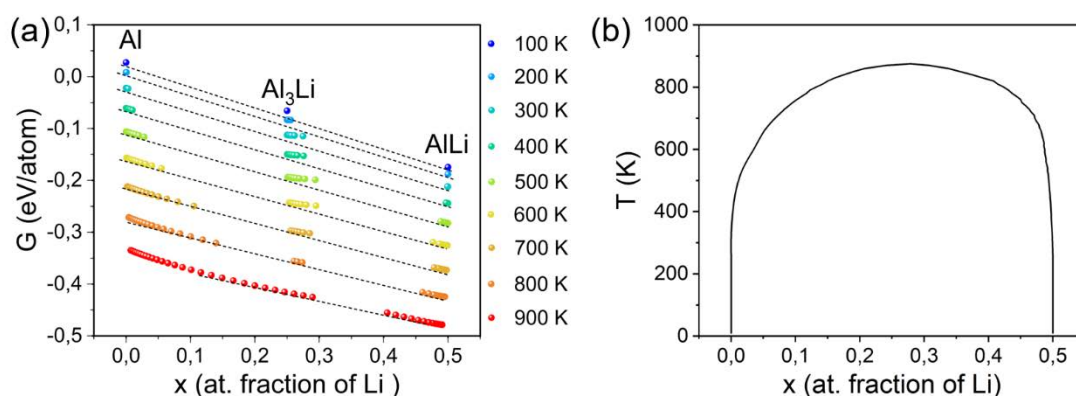 (a)
0,1
0,0
-0,1
-0,2
-0,3
-0,4
-0,5
G (eV/atom)
Al
Al₃Li
AlLi
0,0 0,1 0,2 0,3 0,4 0,5
x (at. fraction of Li )
100 K
200 K
300 K
400 K
500 K
600 K
700 K
800 K
900 K
(b)
1000
800
600
400
200
0
T (K)
0,0 0,1 0,2 0,3 0,4 0,5
x (at. fraction of Li)